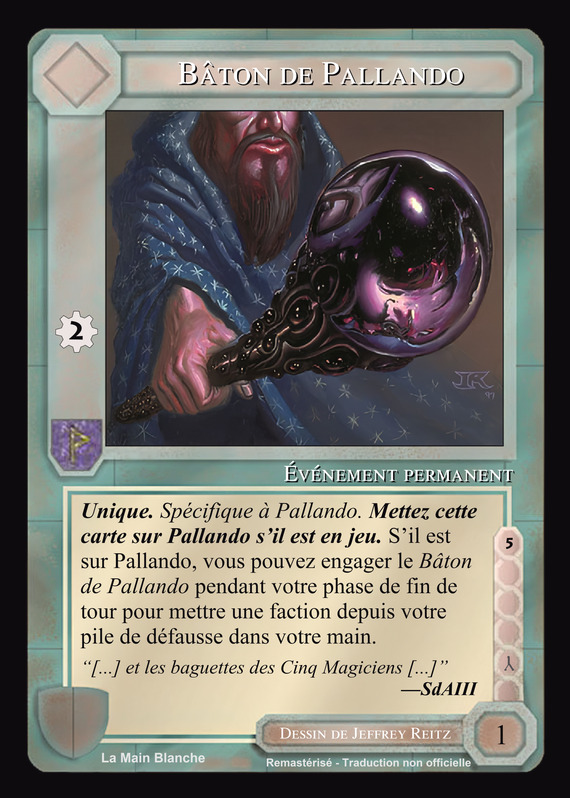 Bâton de Pallando
2
JR
'99
Événement permanent
Unique. Spécifique à Pallando. Mettez cette
carte sur Pallando s’il est en jeu. S’il est
sur Pallando, vous pouvez engager le Bâton
de Pallando pendant votre phase de fin de
tour pour mettre une faction depuis votre
pile de défausse dans votre main.
“[...] et les baguettes des Cinq Magiciens [...]”
—SdAIII
5
Dessin de Jeffrey Reitz
1
La Main Blanche
Remastérisé - Traduction non officielle